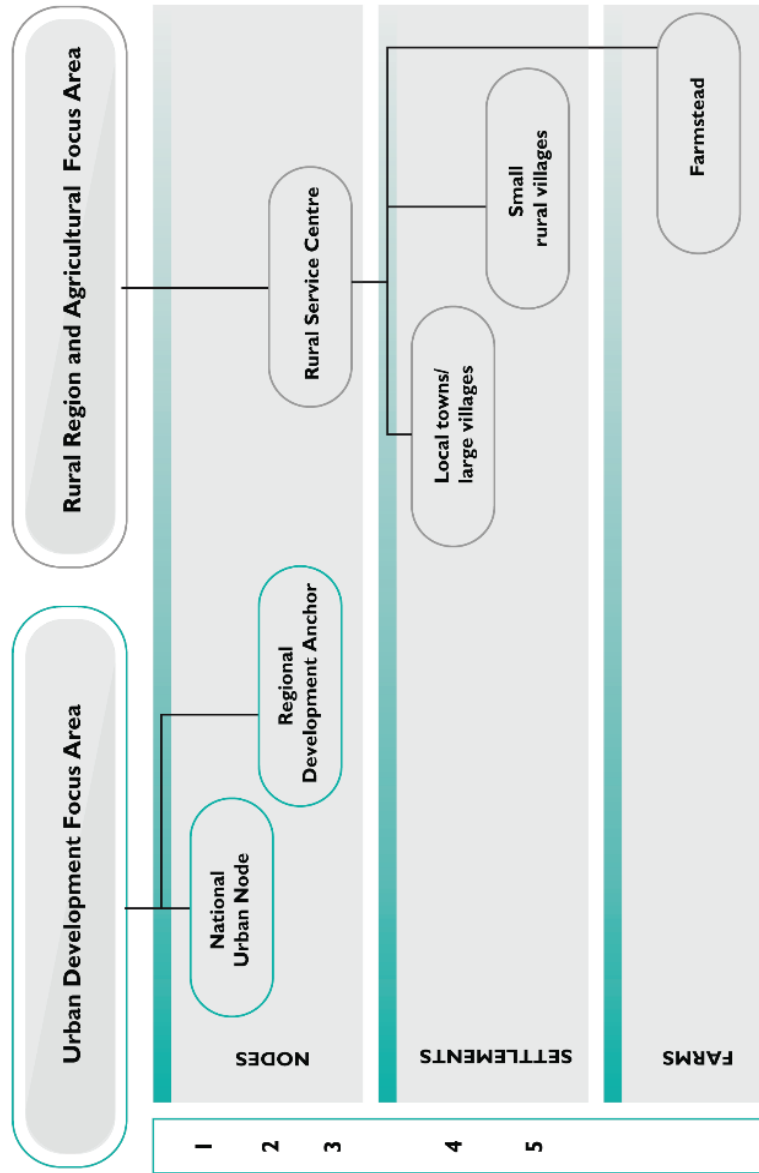 Urban Development Focus Area
Rural Region and Agricultural Focus Area
1
2
3
4
5
NODES
National
Urban Node
Regional
Development Anchor
Rural Service Centre
SETTLEMENTS
Local towns/
large villages
Small
rural villages
FARMS
Farmstead